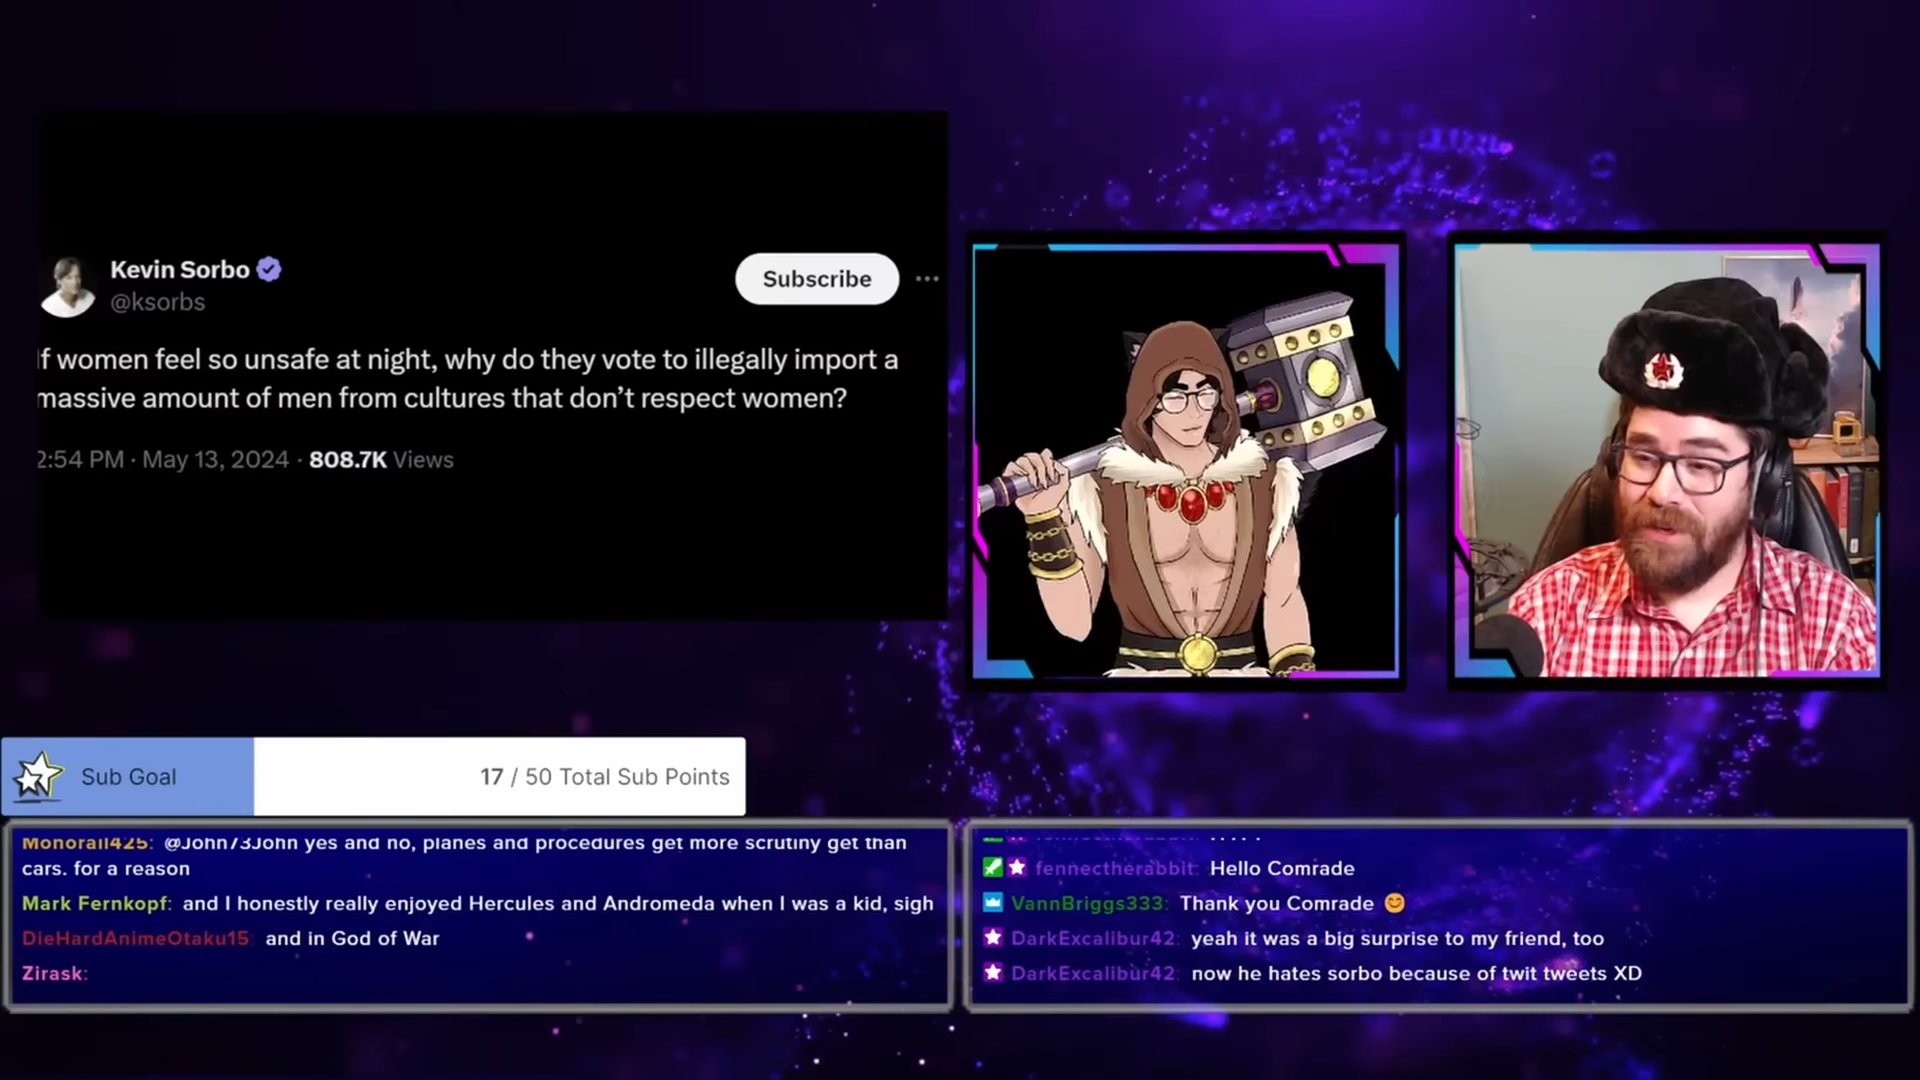 Kevin Sorbo
@ksorbs
Subscribe
If women feel so unsafe at night, why do they vote to illegally import a
massive amount of men from cultures that don't respect women?
2:54 PM · May 13, 2024 · 808.7K Views
Sub Goal
17 / 50 Total Sub Points
Monorail425: @John73John yes and no, planes and procedures get more scrutiny get than
cars. for a reason
Mark Fernkopf: and I honestly really enjoyed Hercules and Andromeda when I was a kid, sigh
DieHardAnimeOtaku15: and in God of War
Zirask:
fennectherabbit: Hello Comrade
VannBriggs333: Thank you Comrade 😊
DarkExcalibur42: yeah it was a big surprise to my friend, too
DarkExcalibur42: now he hates sorbo because of twit tweets XD